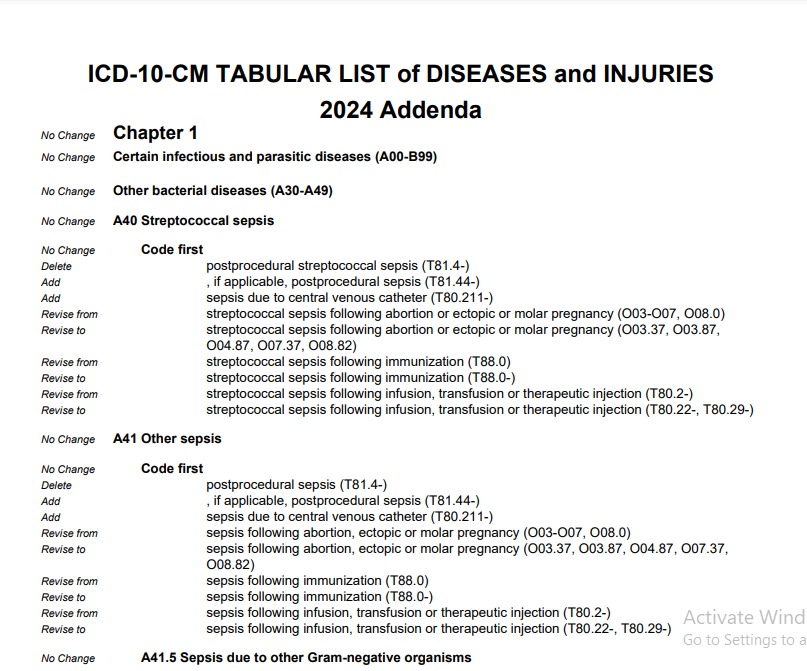 ICD-10-CM TABULAR LIST of DISEASES and INJURIES
2024 Addenda
No Change Chapter 1
No Change Certain infectious and parasitic diseases (A00-B99)
No Change Other bacterial diseases (A30-A49)
No Change A40 Streptococcal sepsis
No Change Code first
Delete postprocedural streptococcal sepsis (T81.4-)
Add , if applicable, postprocedural sepsis (T81.44-)
Add sepsis due to central venous catheter (T80.211-)
Revise from streptococcal sepsis following abortion or ectopic or molar pregnancy (O03-O07, O08.0)
Revise to streptococcal sepsis following abortion or ectopic or molar pregnancy (O03.37, O03.87,
O04.87, O07.37, O08.82)
Revise from streptococcal sepsis following immunization (T88.0)
Revise to streptococcal sepsis following immunization (T88.0-)
Revise from streptococcal sepsis following infusion, transfusion or therapeutic injection (T80.2-)
Revise to streptococcal sepsis following infusion, transfusion or therapeutic injection (T80.22-, T80.29-)
No Change A41 Other sepsis
No Change Code first
Delete postprocedural sepsis (T81.4-)
Add , if applicable, postprocedural sepsis (T81.44-)
Add sepsis due to central venous catheter (T80.211-)
Revise from sepsis following abortion, ectopic or molar pregnancy (O03-O07, O08.0)
Revise to sepsis following abortion, ectopic or molar pregnancy (O03.37, O03.87, O04.87, O07.37,
O08.82)
Revise from sepsis following immunization (T88.0)
Revise to sepsis following immunization (T88.0-)
Revise from sepsis following infusion, transfusion or therapeutic injection (T80.2-)
Revise to sepsis following infusion, transfusion or therapeutic injection (T80.22-, T80.29-)
Activate Wind
Go to Settings to a
No Change A41.5 Sepsis due to other Gram-negative organisms